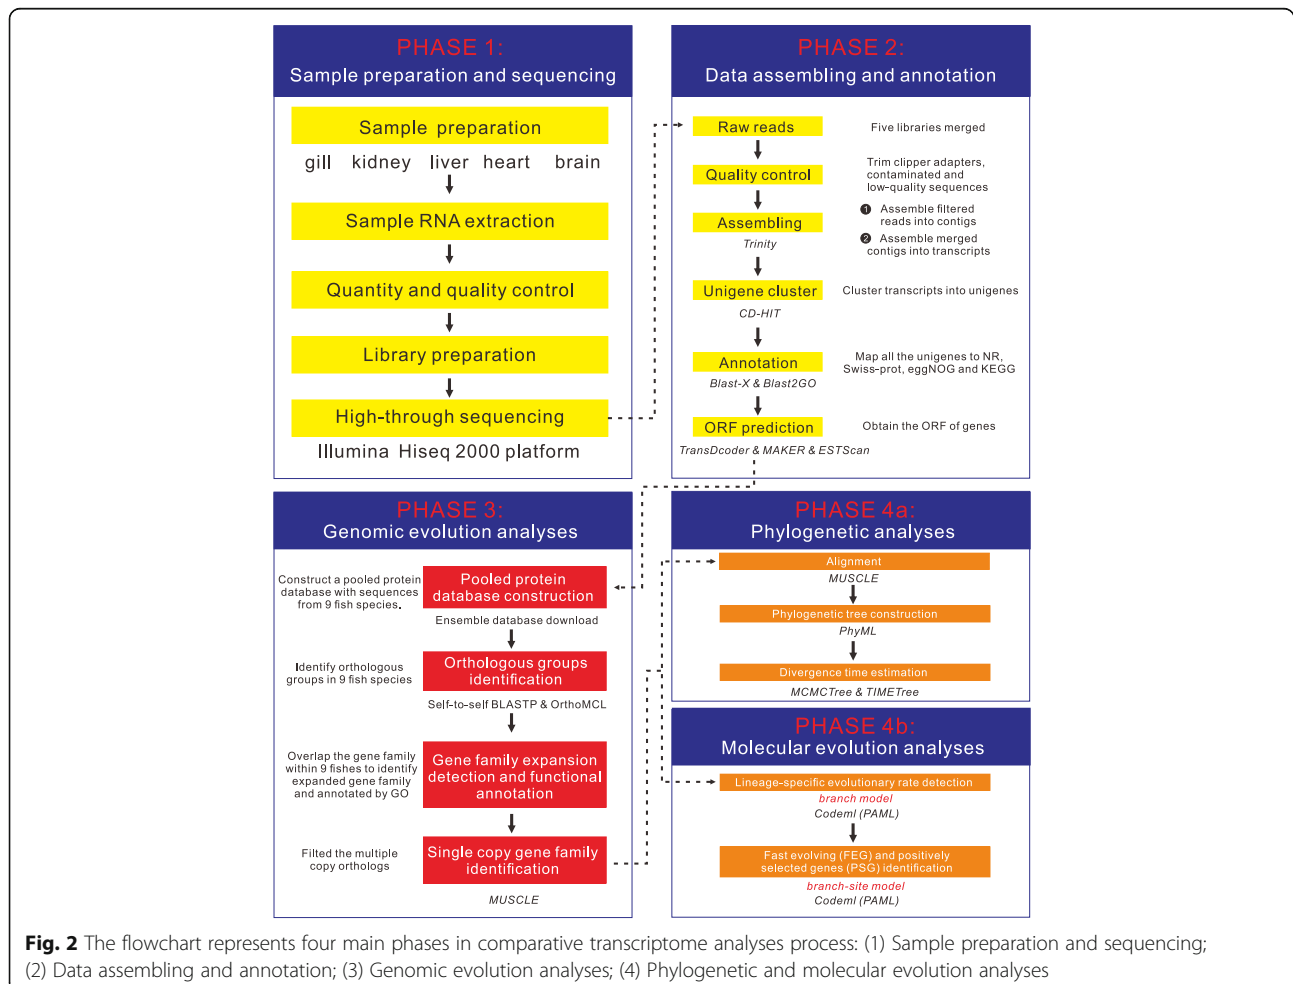 PHASE 1:
Sample preparation and sequencing
Sample preparation
gill kidney liver heart brain
Sample RNA extraction
Quantity and quality control
Library preparation
High-through sequencing
Illumina Hiseq 2000 platform
PHASE 2:
Data assembling and annotation
Raw reads
Five libraries merged
Quality control
Trim clipper adapters,
contaminated and
low-quality sequences
Assembling
Trinity
1 Assemble filtered
reads into contigs
2 Assemble merged
contigs into transcripts
Unigene cluster
CD-HIT
Cluster transcripts into unigenes
Annotation
Blast-X & Blast2GO
Map all the unigenes to NR,
Swiss-prot, eggNOG and KEGG
ORF prediction
TransDcoder & MAKER & ESTScan
Obtain the ORF of genes
PHASE 3:
Genomic evolution analyses
Construct a pooled protein
database with sequences
from 9 fish species.
Pooled protein
database construction
Ensemble database download
Identify orthologous
groups in 9 fish species
Orthologous groups
identification
Self-to-self BLASTP & OrthoMCL
Overlap the gene family
within 9 fishes to identify
expanded gene family
and annotated by GO
Gene family expansion
detection and functional
annotation
Filted the multiple
copy orthologs
Single copy gene family
identification
MUSCLE
PHASE 4a:
Phylogenetic analyses
Alignment
MUSCLE
Phylogenetic tree construction
PhyML
Divergence time estimation
MCMCTree & TIMETree
PHASE 4b:
Molecular evolution analyses
Lineage-specific evolutionary rate detection
branch model
Codeml (PAML)
Fast evolving (FEG) and positively
selected genes (PSG) identification
branch-site model
Codeml (PAML)
Fig. 2 The flowchart represents four main phases in comparative transcriptome analyses process: (1) Sample preparation and sequencing;
(2) Data assembling and annotation; (3) Genomic evolution analyses; (4) Phylogenetic and molecular evolution analyses